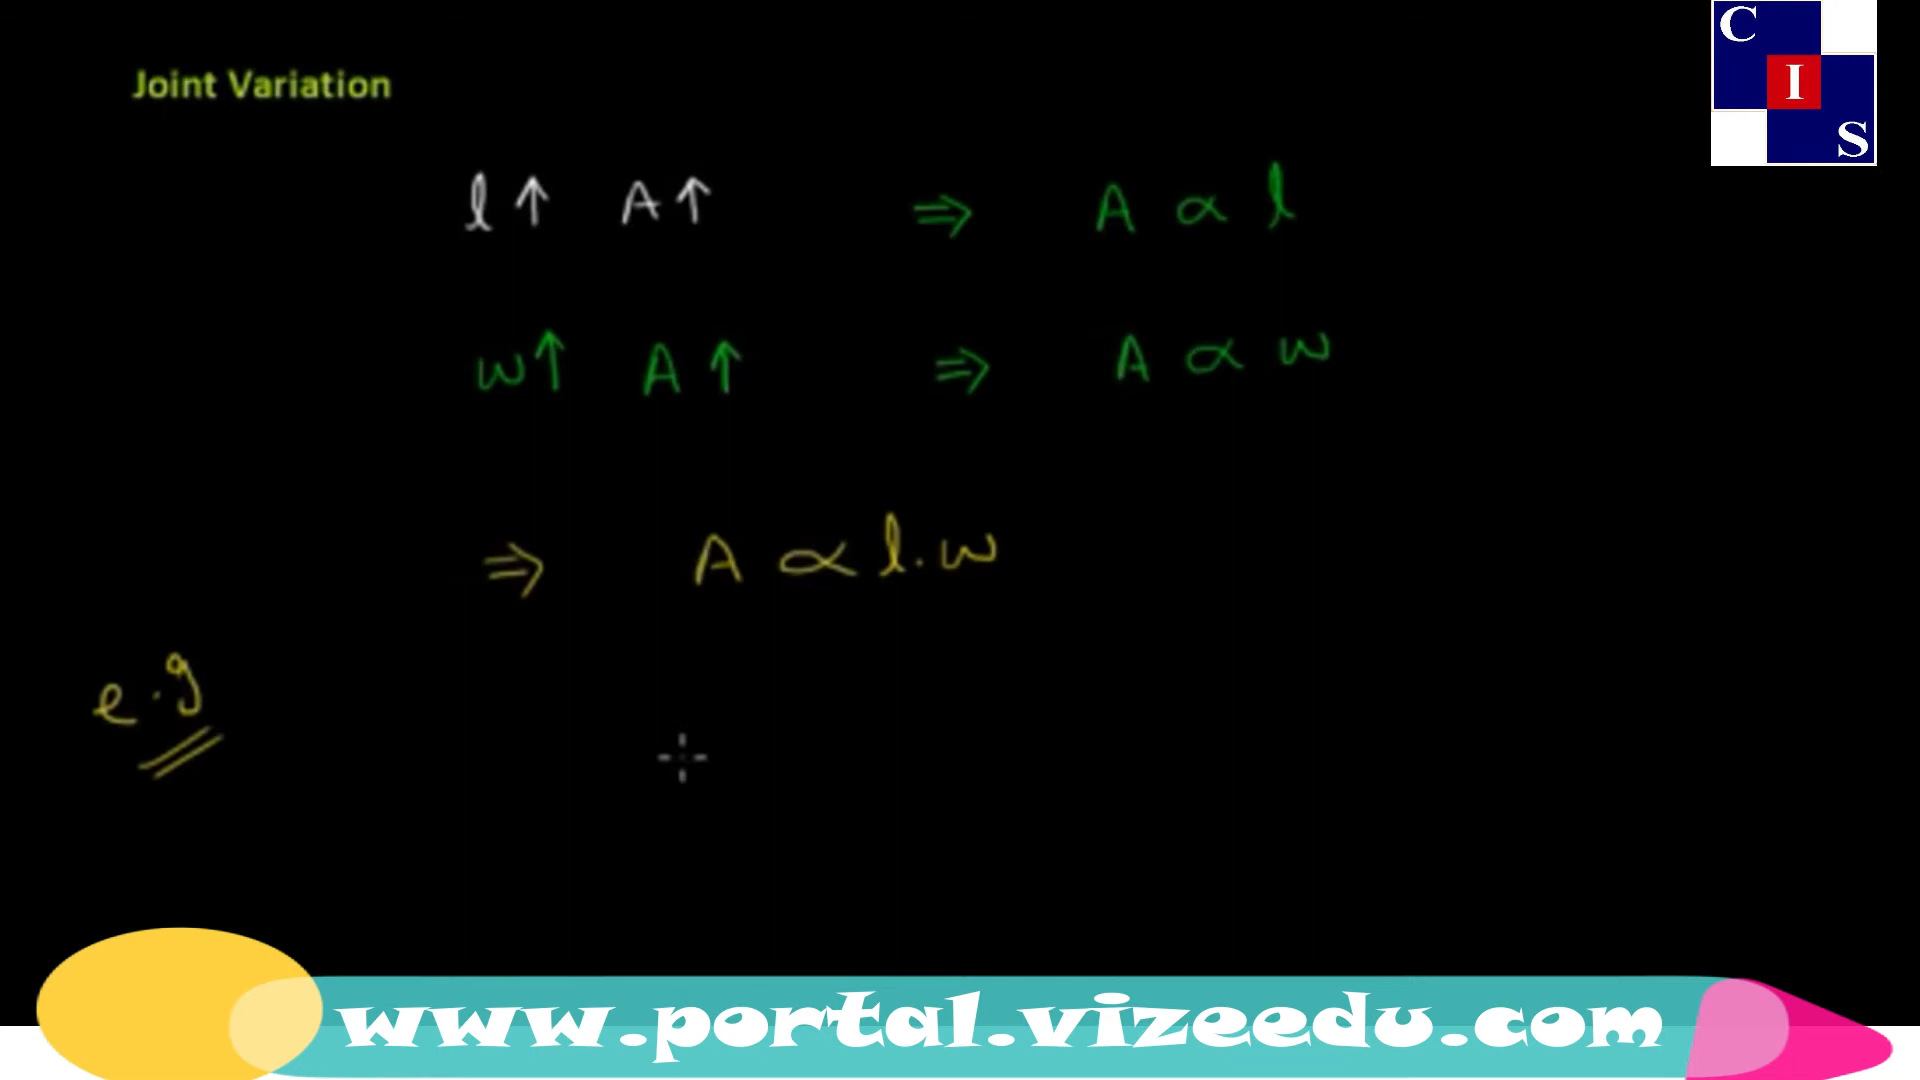 C
I
S
Joint Variation
l ↑ A ↑ ⇒ A ∝ l
w ↑ A ↑ ⇒ A ∝ w
⇒ A ∝ l . w
e.g
www.portal.vizeedu.com